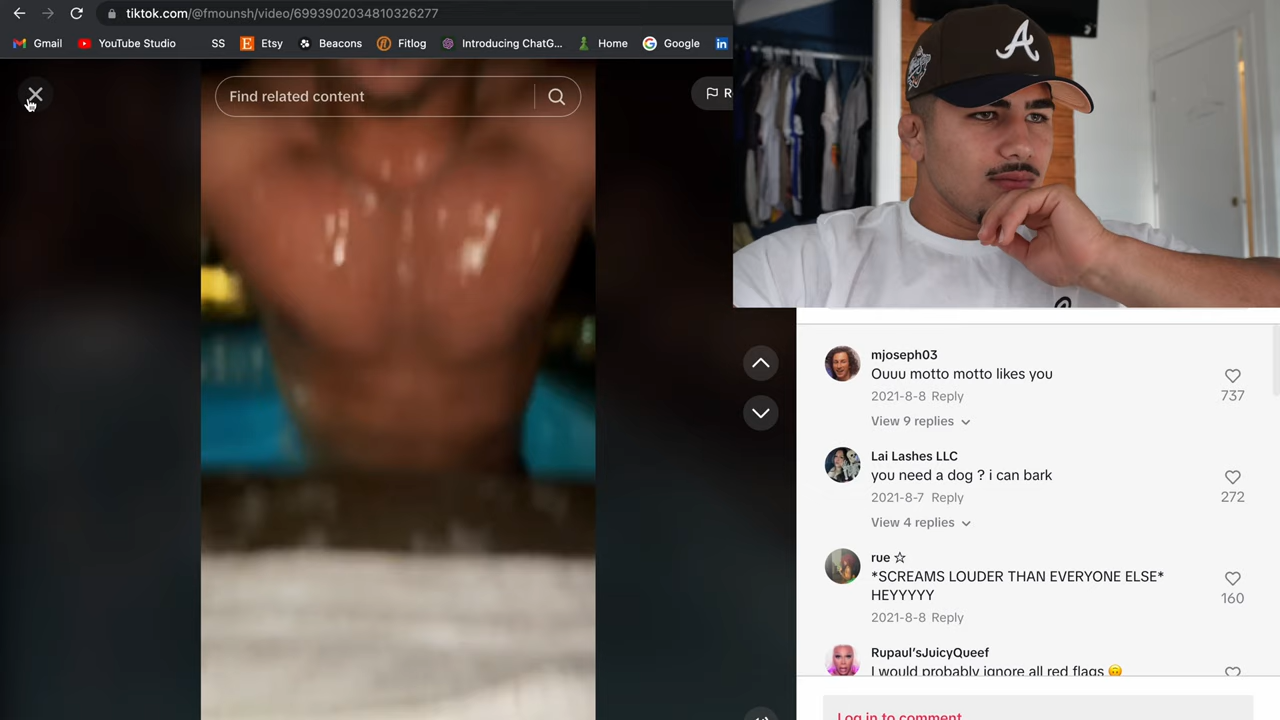 tiktok.com/@fmounsh/video/6993902034810326277
Gmail YouTube Studio SS Etsy Beacons Fitlog Introducing ChatG... Home Google
Find related content
R
A
mjoseph03
Ouuu motto motto likes you
737
2021-8-8 Reply
View 9 replies
Lai Lashes LLC
you need a dog ? i can bark
272
2021-8-7 Reply
View 4 replies
rue ☆
*SCREAMS LOUDER THAN EVERYONE ELSE*
HEYYYYY
160
2021-8-8 Reply
Rupaul'sJuicyQueef
I would probably ignore all red flags 🙃
Log in to comment